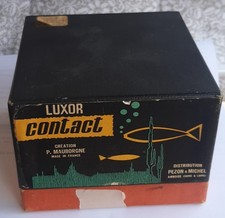 LUXOR
contact
CREATION
P. MAUBORGNE
MADE IN FRANCE
DISTRIBUTION
PEZON & MICHEL